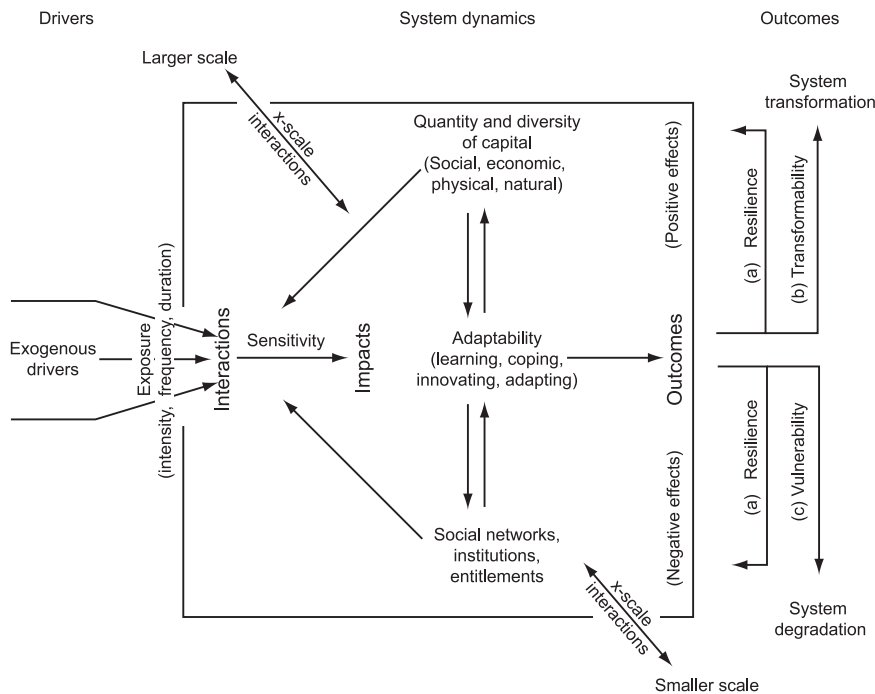 Drivers
System dynamics
Outcomes
Larger scale
x-scale
interactions
System
transformation
Quantity and diversity
of capital
(Social, economic,
physical, natural)
(Positive effects)
(a) Resilience
(b) Transformability
Exogenous
drivers
Exposure
(intensity, frequency, duration)
Interactions
Sensitivity
Impacts
Adaptability
(learning, coping,
innovating, adapting)
Outcomes
(Negative effects)
(a) Resilience
(c) Vulnerability
Social networks,
institutions,
entitlements
x-scale
interactions
System
degradation
Smaller scale